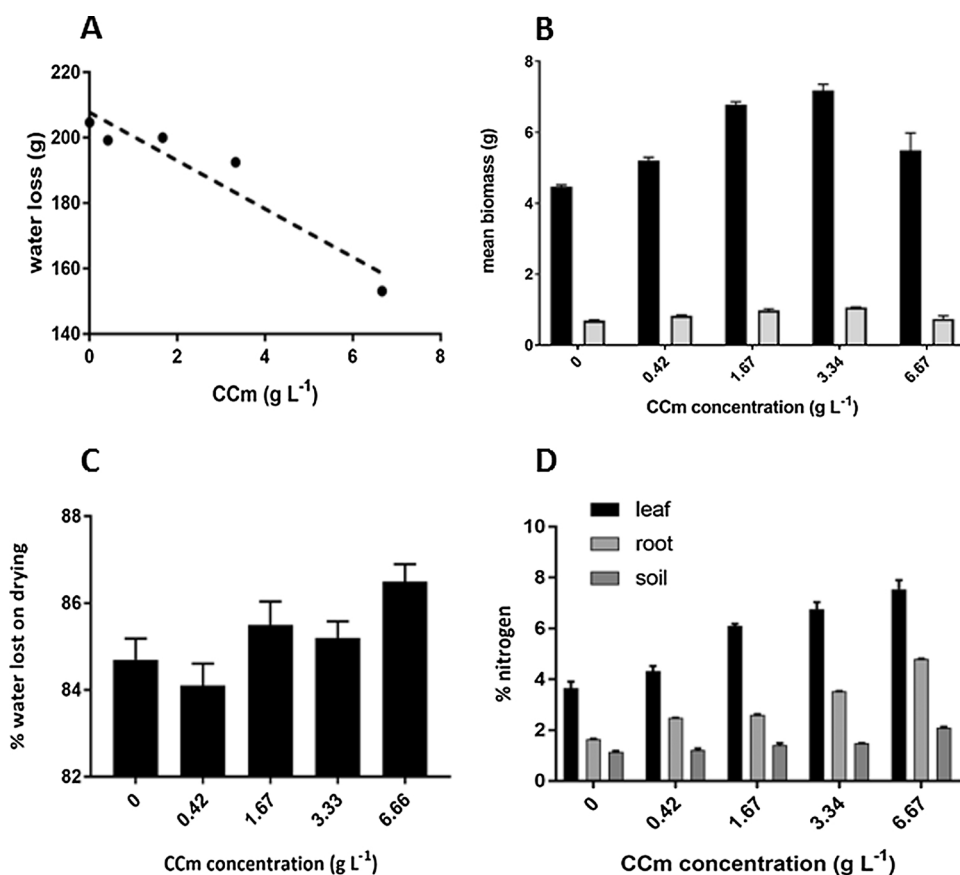 A
220
200
180
160
140
water loss (g)
0 2 4 6 8
CCm (g L⁻¹)
B
8
6
4
2
0
mean biomass (g)
0 0.42 1.67 3.34 6.67
CCm concentration (g L⁻¹)
C
88
86
84
82
% water lost on drying
0 0.42 1.67 3.33 6.66
CCm concentration (g L⁻¹)
D
leaf
root
soil
10
8
6
4
2
0
% nitrogen
0 0.42 1.67 3.34 6.67
CCm concentration (g L⁻¹)